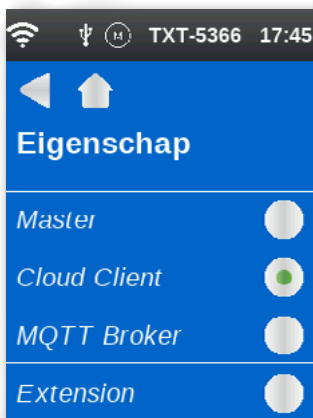 M TXT-5366 17:45
Eigenschap
Master
Cloud Client
MQTT Broker
Extension